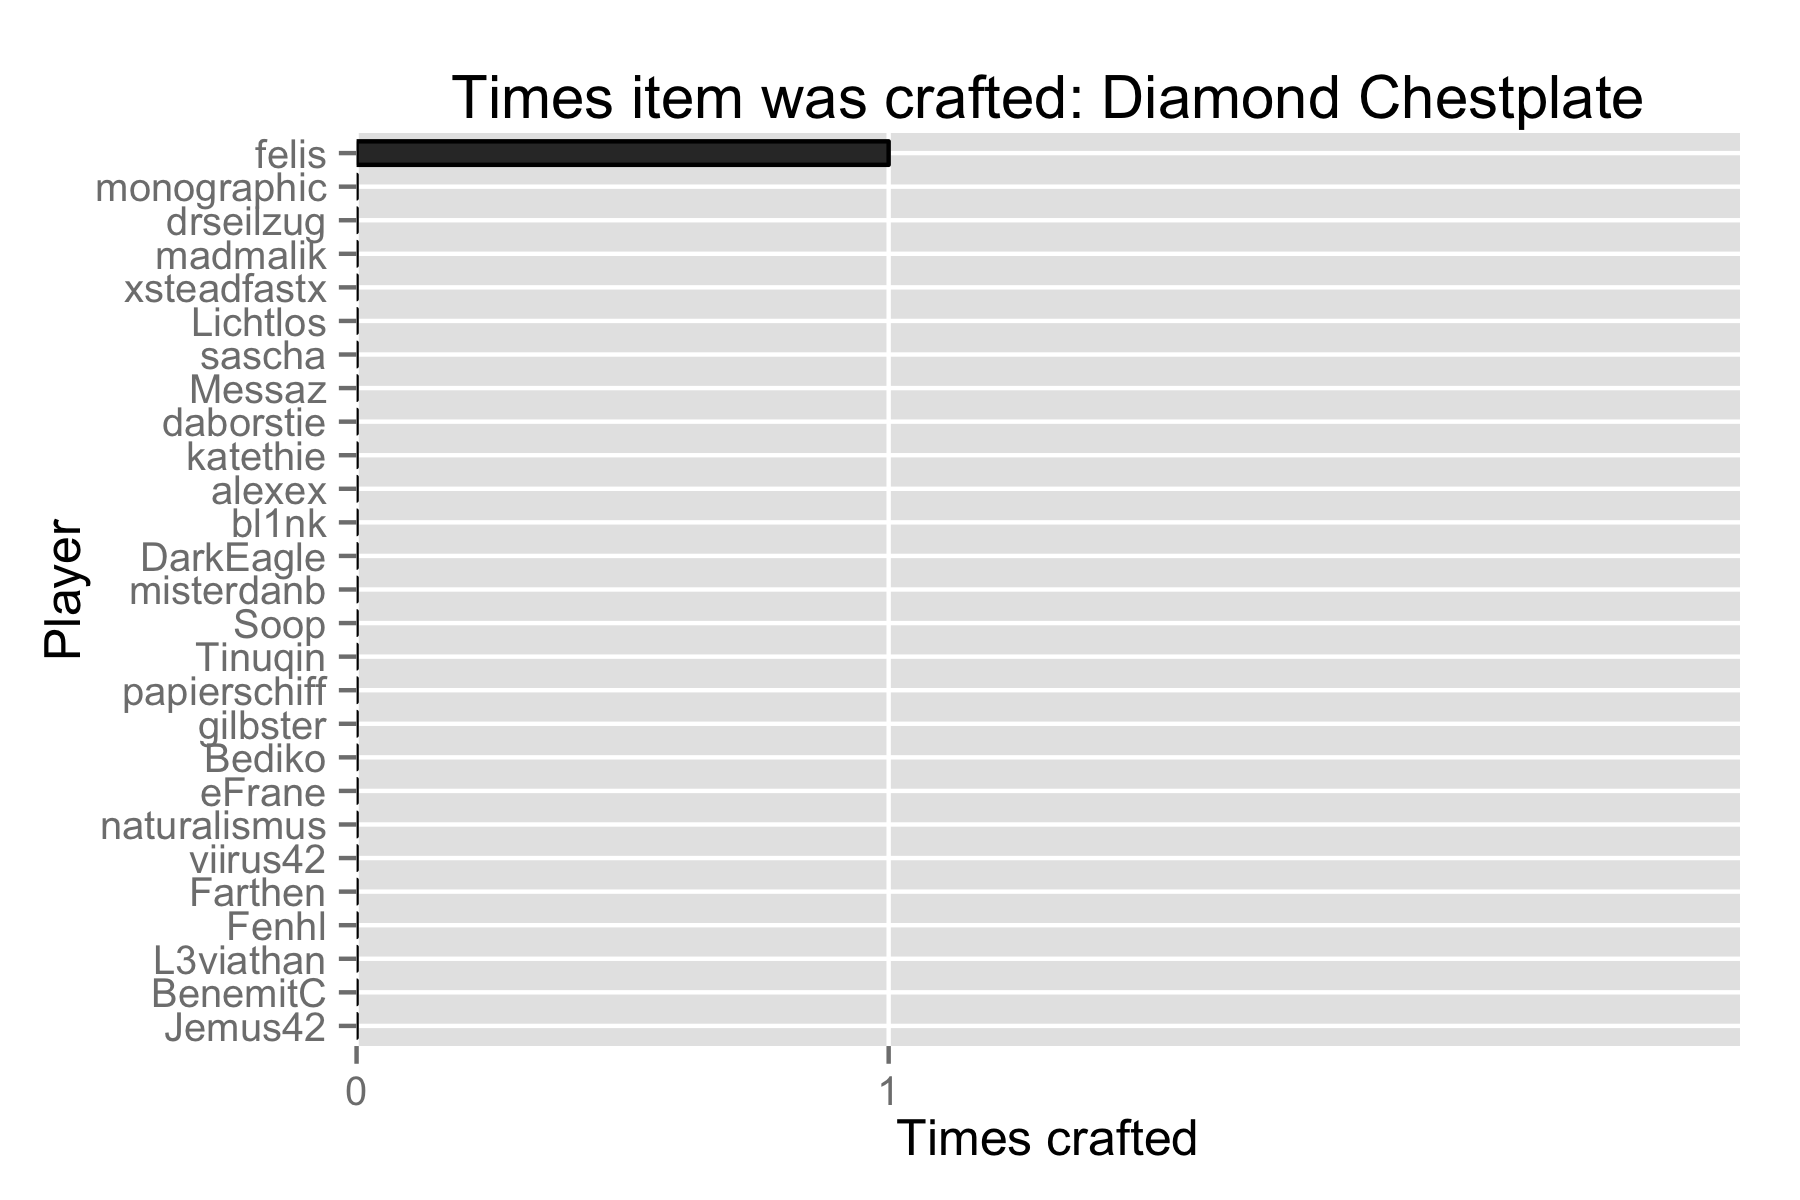 Times item was crafted: Diamond Chestplate
Player
felis
monographic
drseilzug
madmalik
xsteadfastx
Lichtlos
sascha
Messaz
daborstie
katethie
alexex
bl1nk
DarkEagle
misterdanb
Soop
Tinuqin
papierschiff
gilbster
Bediko
eFrane
naturalismus
viirus42
Farthen
Fenhl
L3viathan
BenemitC
Jemus42
0 1
Times crafted